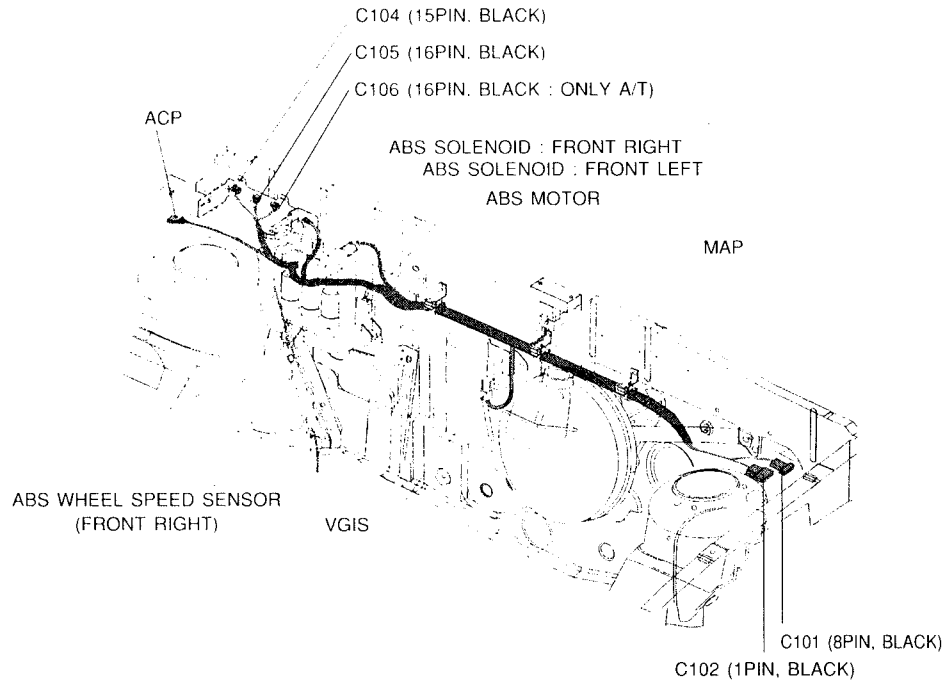 C104 (15PIN. BLACK)
C105 (16PIN. BLACK)
C106 (16PIN. BLACK : ONLY A/T)
ACP
ABS SOLENOID : FRONT RIGHT
ABS SOLENOID : FRONT LEFT
ABS MOTOR
MAP
ABS WHEEL SPEED SENSOR
(FRONT RIGHT)
VGIS
C101 (8PIN, BLACK)
C102 (1PIN, BLACK)